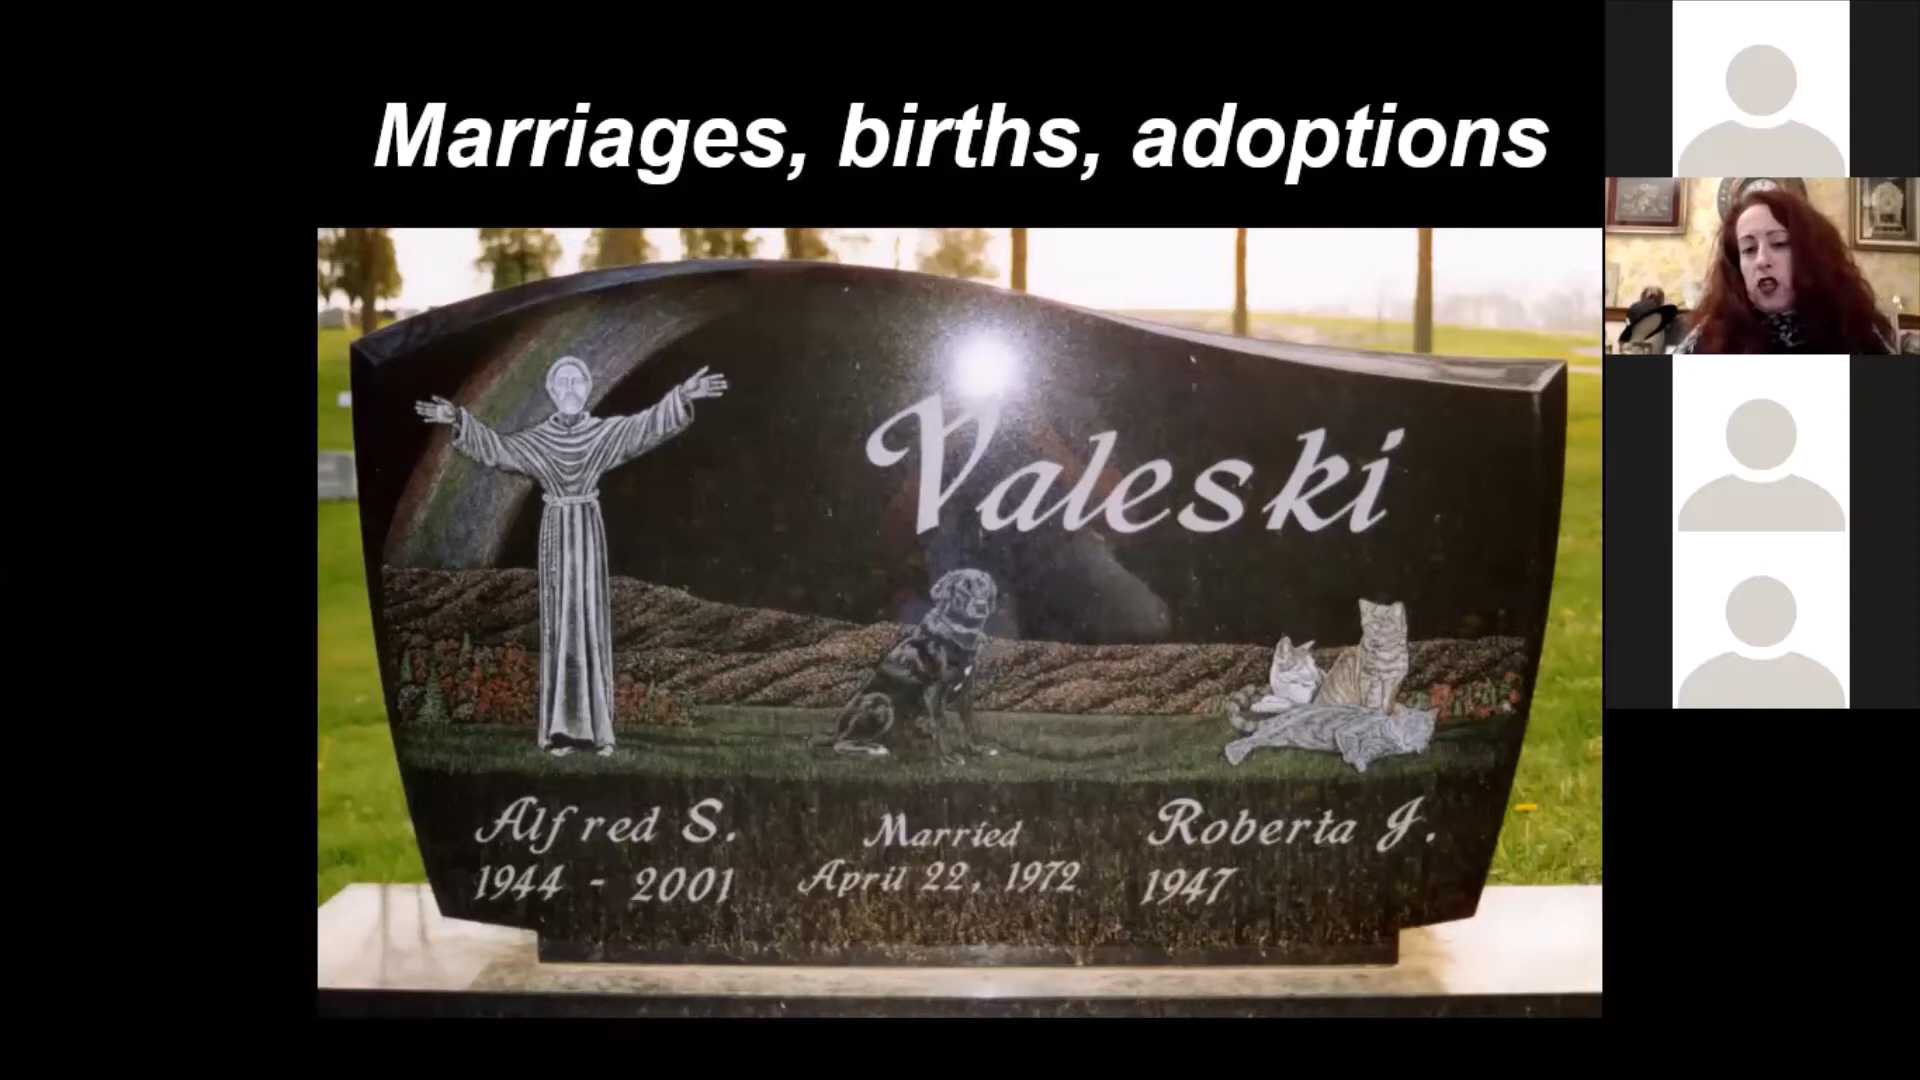 Marriages, births, adoptions
Valeski
Alfred S.
1944 - 2001
Married
April 22, 1972
Roberta J.
1947